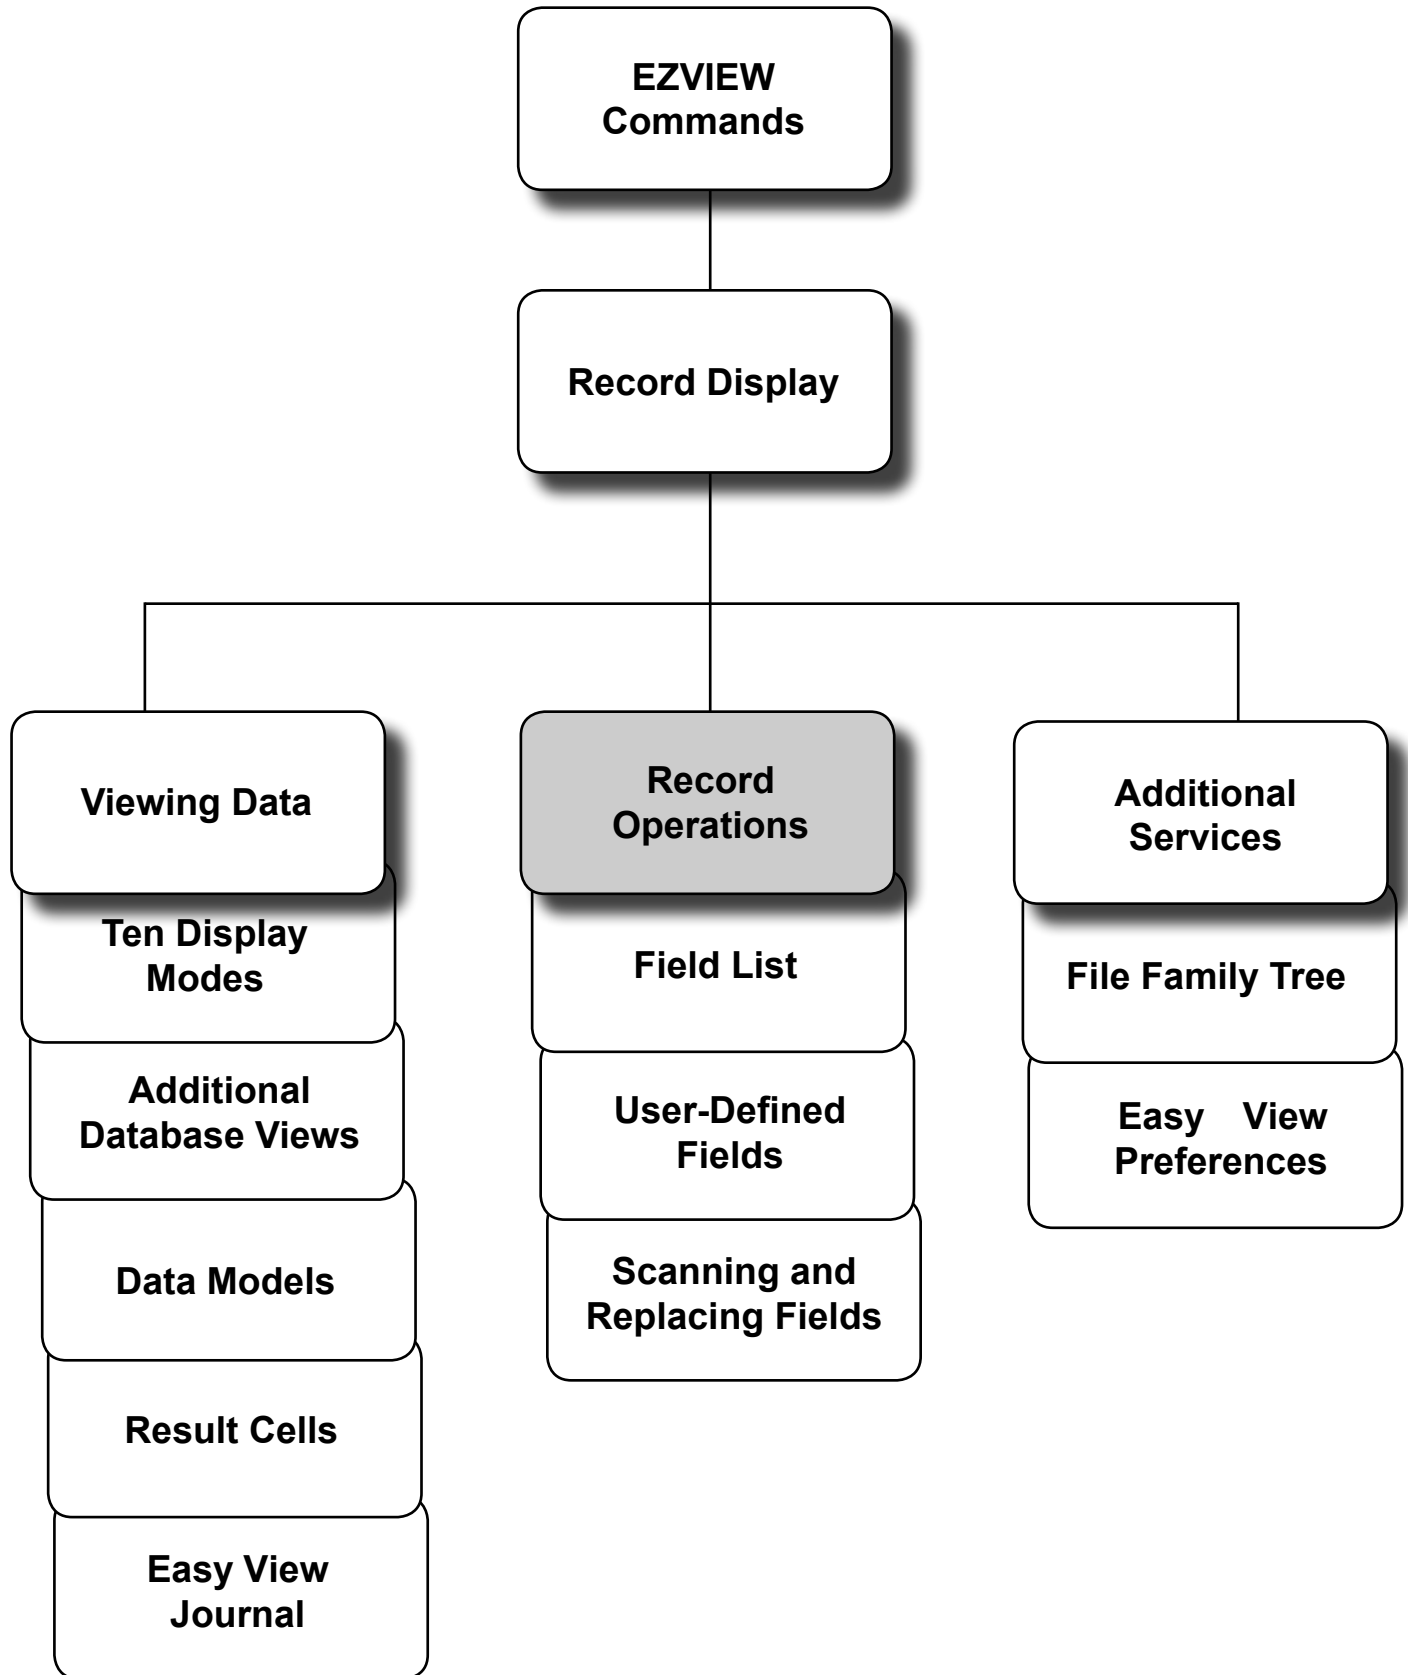 EZVIEW
Commands
Record Display
Viewing Data
Ten Display
Modes
Additional
Database Views
Data Models
Result Cells
Easy View
Journal
Record
Operations
Field List
User-Defined
Fields
Scanning and
Replacing Fields
Additional
Services
File Family Tree
Easy View
Preferences